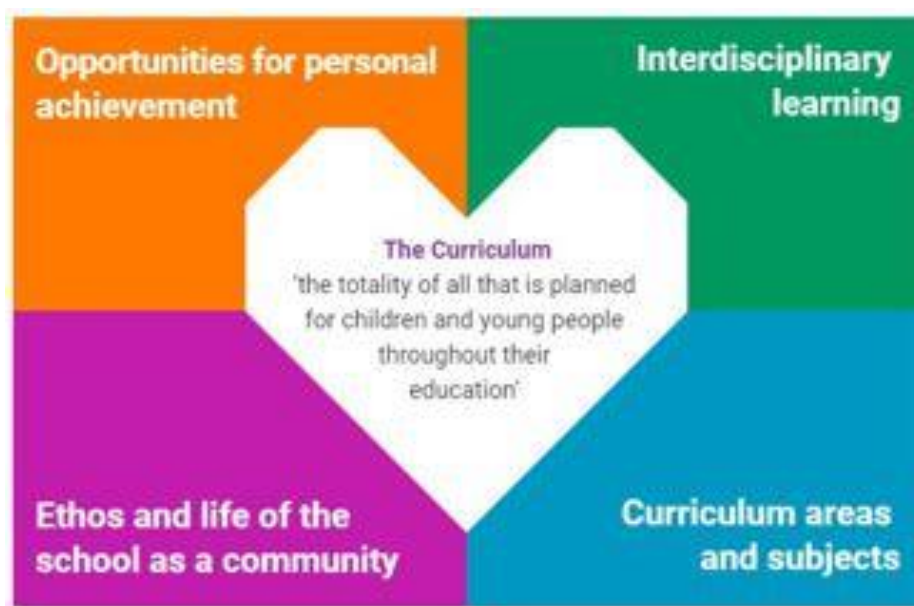 Opportunities for personal
achievement
Interdisciplinary
learning
The Curriculum
'the totality of all that is planned
for children and young people
throughout their
education'
Ethos and life of the
school as a community
Curriculum areas
and subjects